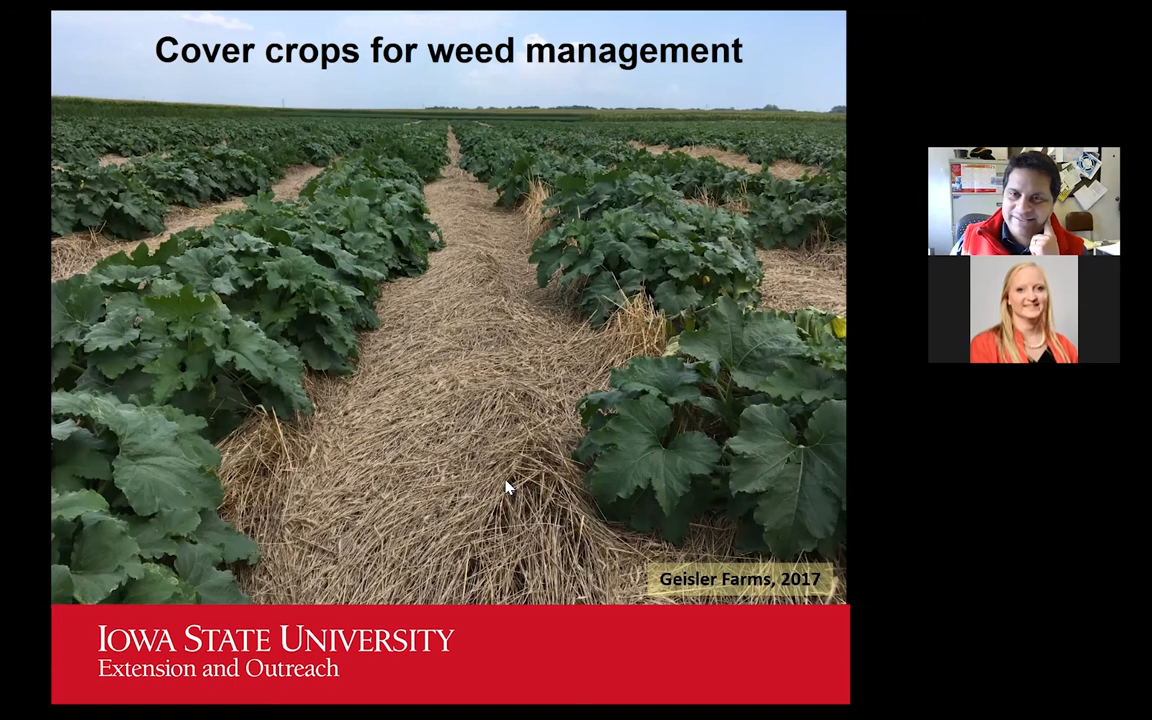 Cover crops for weed management
Geisler Farms, 2017
IOWA STATE UNIVERSITY
Extension and Outreach